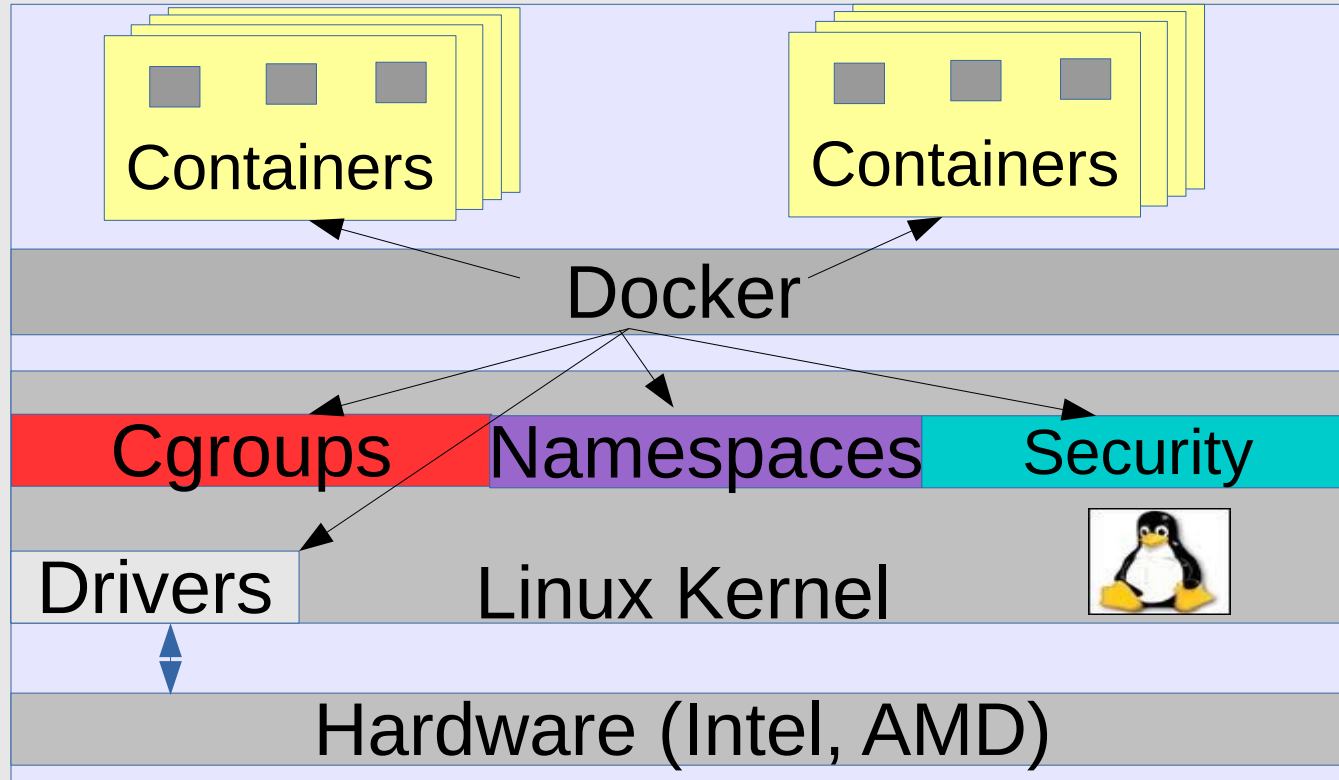 Containers
Containers
Docker
Cgroups
Namespaces
Security
Drivers
Linux Kernel
Hardware (Intel, AMD)